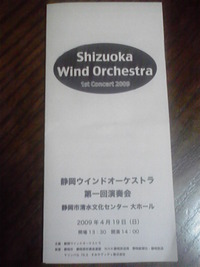 Shizuoka
Wind Orchestra
1st Concert 2009
静岡ウインドオーケストラ
第一回演奏会
静岡市清水文化センター 大ホール
2009年4月19日(日)
開場13:30 開演14:00